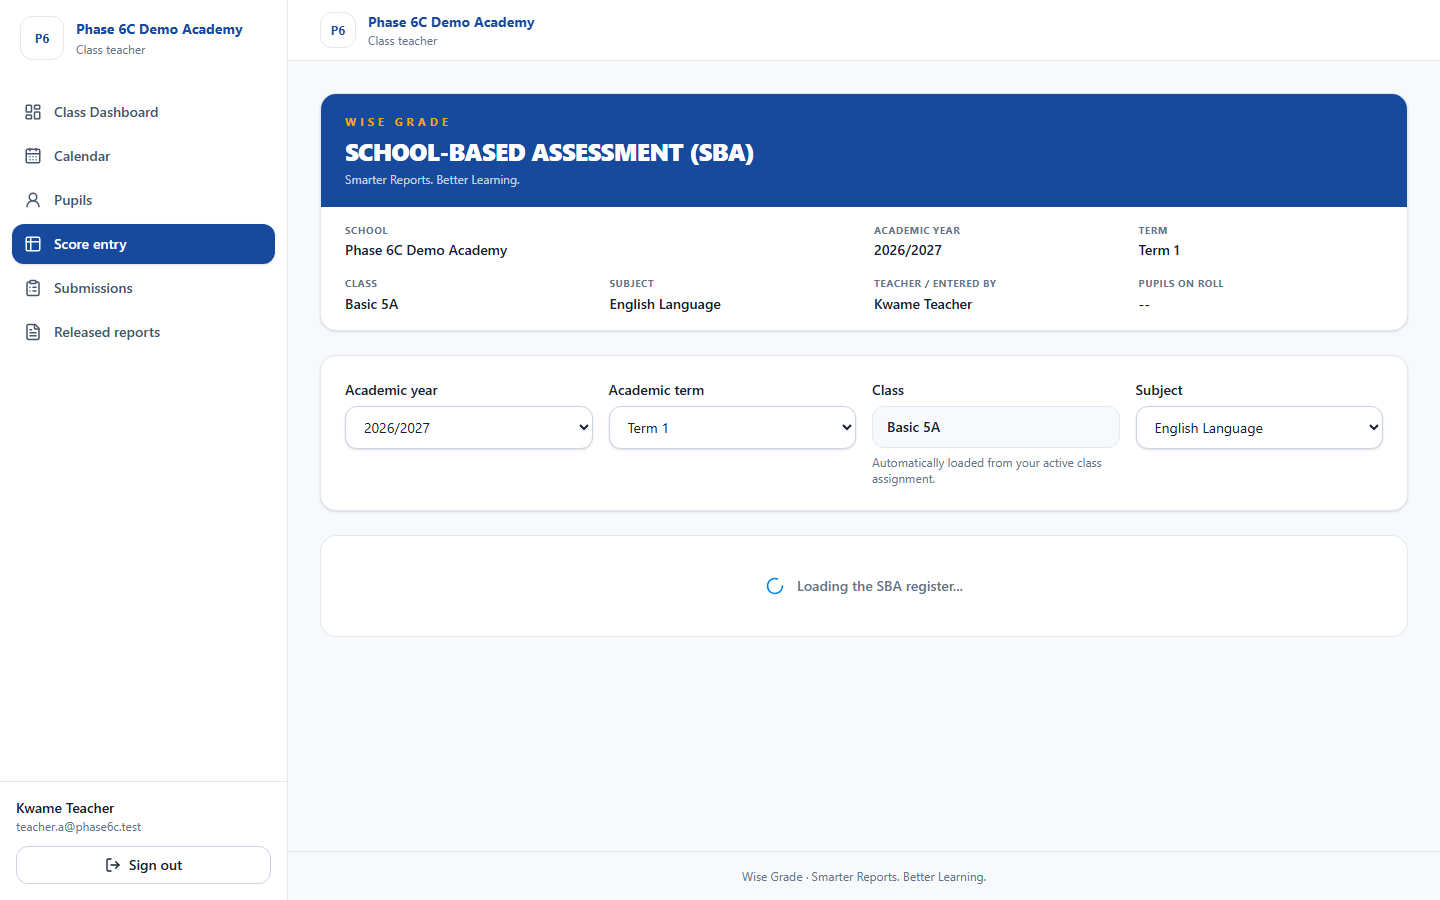 P6
Phase 6C Demo Academy
Class teacher
Class Dashboard
Calendar
Pupils
Score entry
Submissions
Released reports
Kwame Teacher
teacher.a@phase6c.test
Sign out
P6
Phase 6C Demo Academy
Class teacher
WISE GRADE
SCHOOL-BASED ASSESSMENT (SBA)
Smarter Reports. Better Learning.
SCHOOL
Phase 6C Demo Academy
ACADEMIC YEAR
2026/2027
TERM
Term 1
CLASS
Basic 5A
SUBJECT
English Language
TEACHER / ENTERED BY
Kwame Teacher
PUPILS ON ROLL
--
Academic year
2026/2027
Academic term
Term 1
Class
Basic 5A
Automatically loaded from your active class
assignment.
Subject
English Language
Loading the SBA register...
Wise Grade · Smarter Reports. Better Learning.